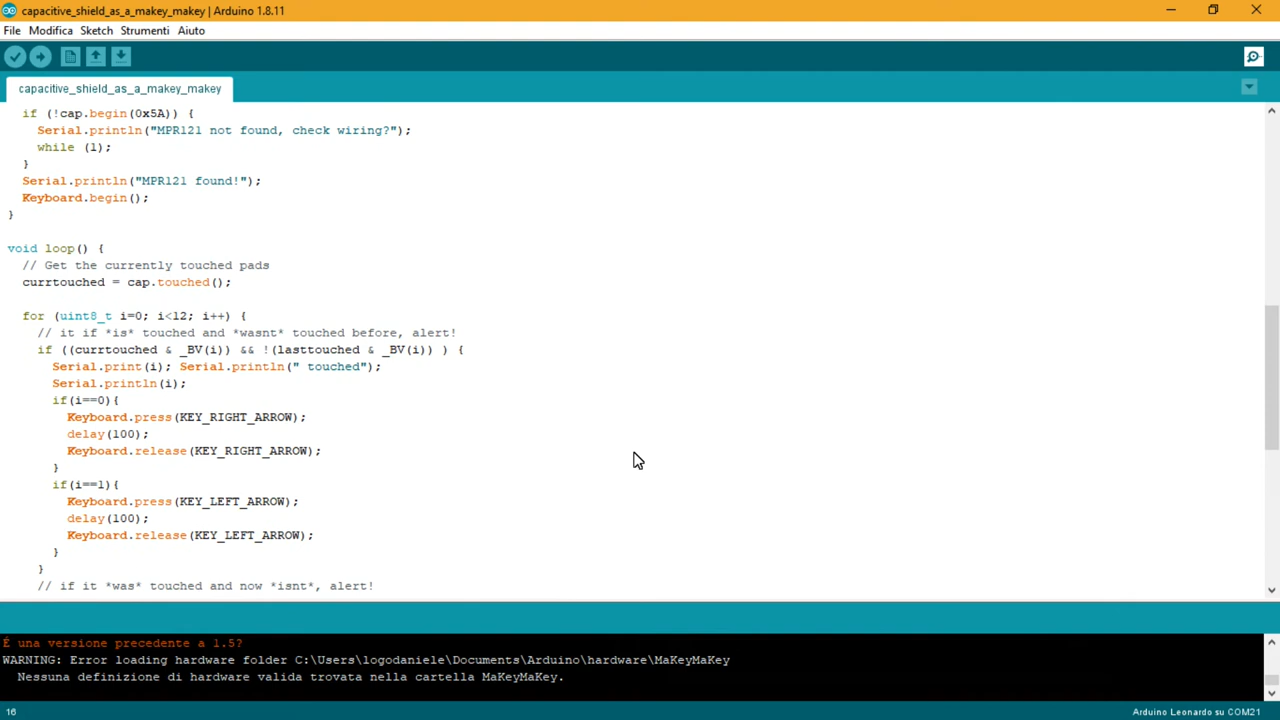 capacitive_shield_as_a_makey_makey | Arduino 1.8.11
File Modifica Sketch Strumenti Aiuto
capacitive_shield_as_a_makey_makey
if (!cap.begin(0x5A)) {
Serial.println("MPR121 not found, check wiring?");
while (1);
}
Serial.println("MPR121 found!");
Keyboard.begin();
}
void loop() {
// Get the currently touched pads
currtouched = cap.touched();
for (uint8_t i=0; i<12; i++) {
// it if *is* touched and *wasnt* touched before, alert!
if ((currtouched & _BV(i)) && !(lasttouched & _BV(i)) ) {
Serial.print(i); Serial.println(" touched");
Serial.println(i);
if(i==0){
Keyboard.press(KEY_RIGHT_ARROW);
delay(100);
Keyboard.release(KEY_RIGHT_ARROW);
}
if(i==1){
Keyboard.press(KEY_LEFT_ARROW);
delay(100);
Keyboard.release(KEY_LEFT_ARROW);
}
}
// if it *was* touched and now *isnt*, alert!
É una versione precedente a 1.5?
WARNING: Error loading hardware folder C:\Users\logodaniele\Documents\Arduino\hardware\MaKeyMaKey
Nessuna definizione di hardware valida trovata nella cartella MaKeyMaKey.
16
Arduino Leonardo su COM21